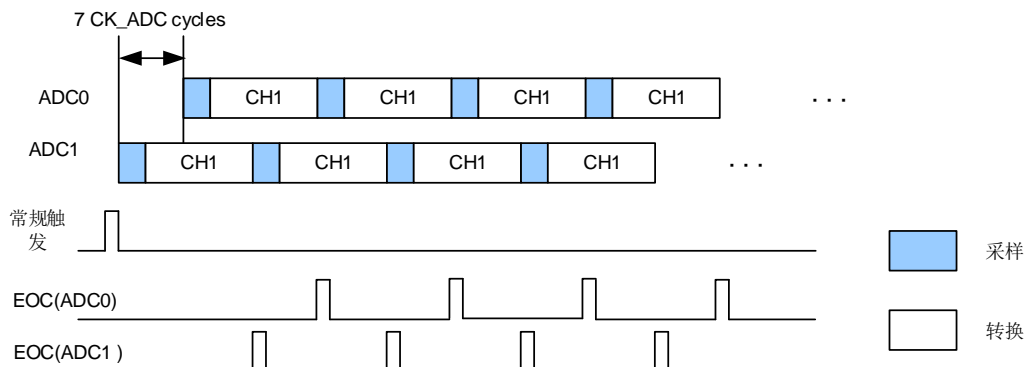 7 CK_ADC cycles
ADC0
CH1 CH1 CH1 CH1 . . .
ADC1
CH1 CH1 CH1 CH1 . . .
常规触
发
采样
EOC(ADC0)
转换
EOC(ADC1 )